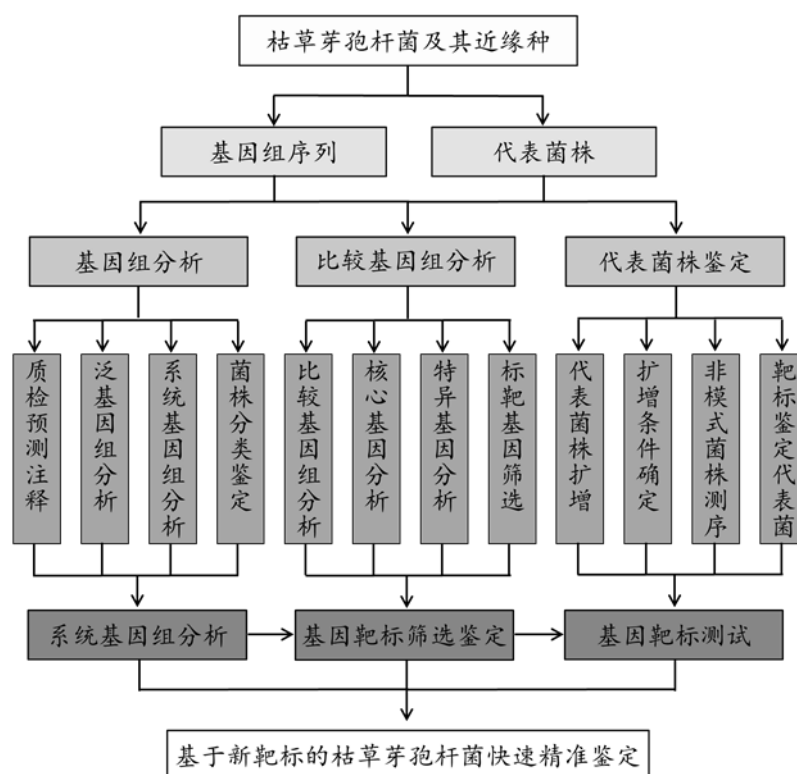 枯草芽孢杆菌及其近缘种
基因组序列
代表菌株
基因组分析
比较基因组分析
代表菌株鉴定
质检预测注释
泛基因组分析
系统基因组分析
菌株分类鉴定
比较基因组分析
核心基因分析
特异基因分析
标靶基因筛选
代表菌株扩增
扩增条件确定
非模式菌株测序
靶标鉴定代表菌
系统基因组分析
基因靶标筛选鉴定
基因靶标测试
基于新靶标的枯草芽孢杆菌快速精准鉴定